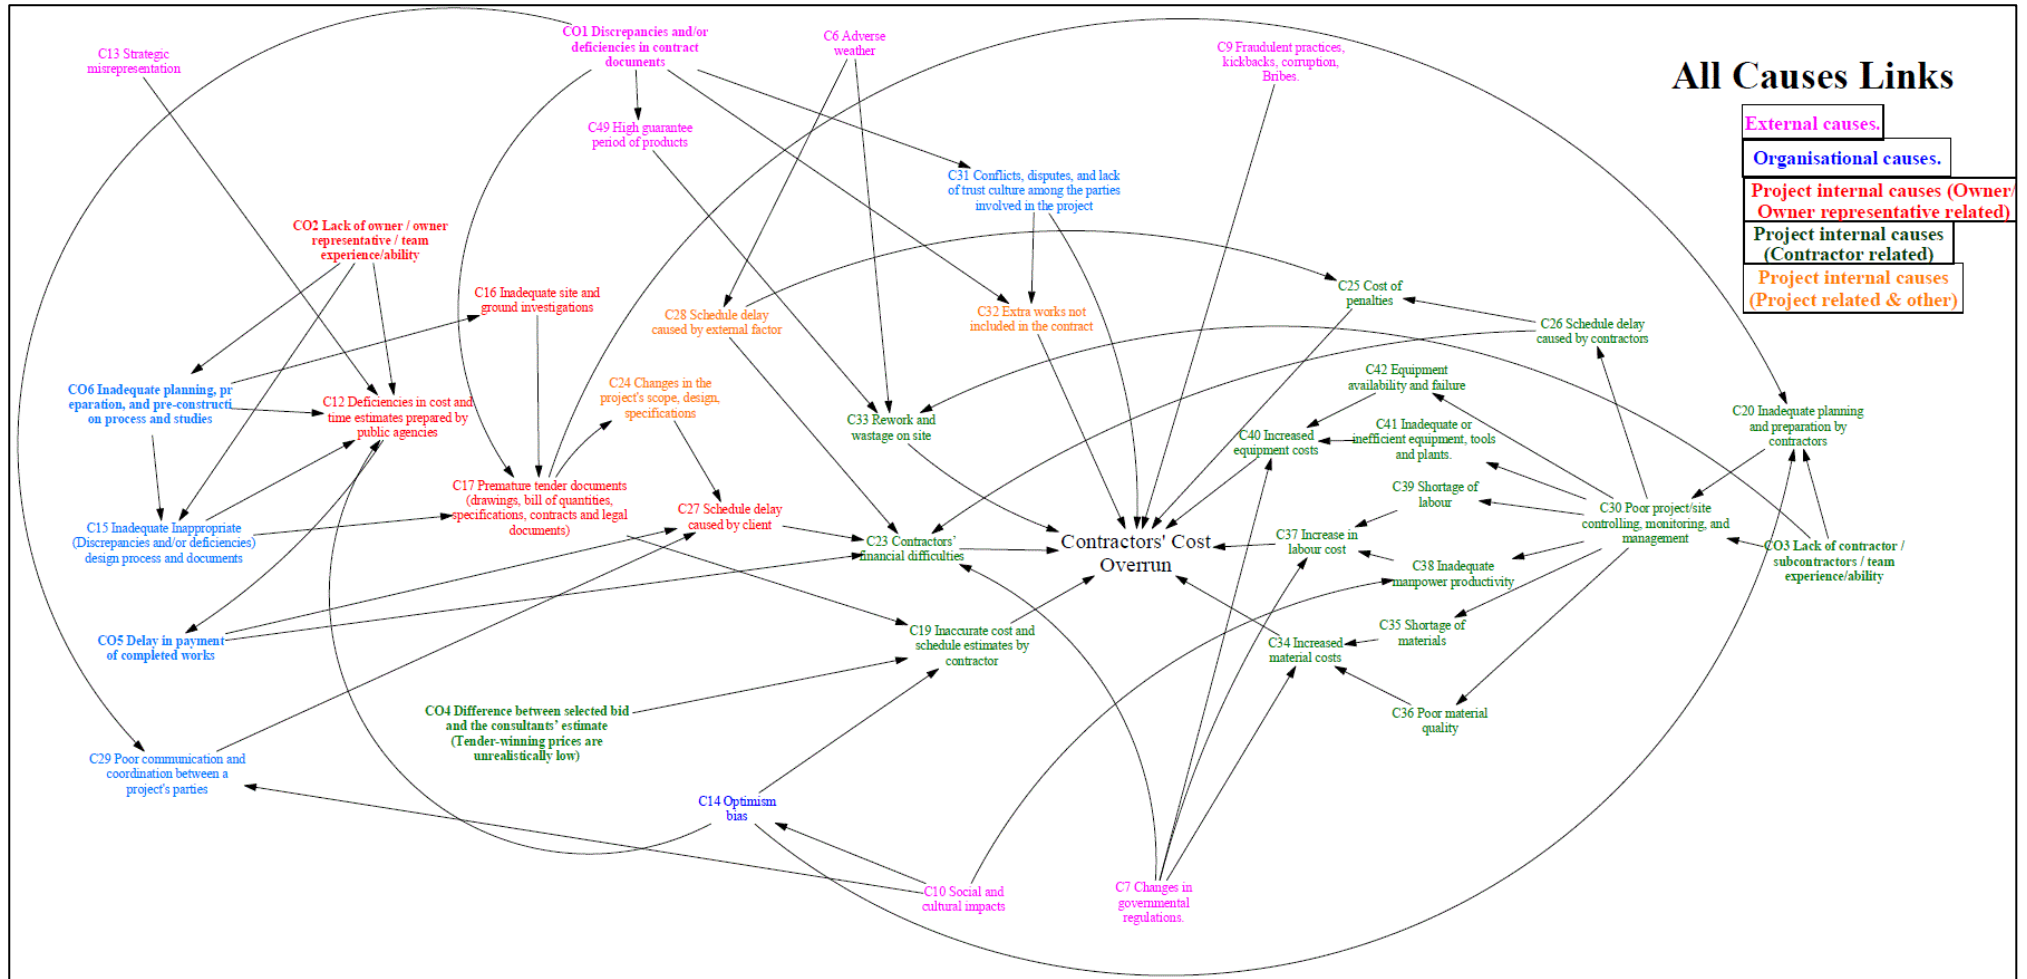 All Causes Links
External causes.
Organisational causes.
Project internal causes (Owner/
Owner representative related)
Project internal causes
(Contractor related)
Project internal causes
(Project related & other)
C13 Strategic
misrepresentation
CO1 Discrepancies and/or
deficiencies in contract
documents
C6 Adverse
weather
C9 Fraudulent practices,
kickbacks, corruption,
Bribes.
C49 High guarantee
period of products
C31 Conflicts, disputes, and lack
of trust culture among the parties
involved in the project
CO2 Lack of owner / owner
representative / team
experience/ability
C16 Inadequate site and
ground investigations
C28 Schedule delay
caused by external factor
C32 Extra works not
included in the contract
C25 Cost of
penalties
C26 Schedule delay
caused by contractors
CO6 Inadequate planning, pr
eparation, and pre-constructi
on process and studies
C12 Deficiencies in cost and
time estimates prepared by
public agencies
C24 Changes in the
project's scope, design,
specifications
C33 Rework and
wastage on site
C42 Equipment
availability and failure
C40 Increased
equipment costs
C41 Inadequate or
inefficient equipment, tools
and plants.
C20 Inadequate planning
and preparation by
contractors
C15 Inadequate Inappropriate
(Discrepancies and/or deficiencies)
design process and documents
C17 Premature tender documents
(drawings, bill of quantities,
specifications, contracts and legal
documents)
C27 Schedule delay
caused by client
C23 Contractors'
financial difficulties
Contractors' Cost
Overrun
C39 Shortage of
labour
C37 Increase in
labour cost
C30 Poor project/site
controlling, monitoring, and
management
C38 Inadequate
manpower productivity
CO3 Lack of contractor /
subcontractors / team
experience/ability
CO5 Delay in payment
of completed works
C19 Inaccurate cost and
schedule estimates by
contractor
C34 Increased
material costs
C35 Shortage of
materials
CO4 Difference between selected bid
and the consultants’ estimate
(Tender-winning prices are
unrealistically low)
C36 Poor material
quality
C29 Poor communication and
coordination between a
project's parties
C14 Optimism
bias
C10 Social and
cultural impacts
C7 Changes in
governmental
regulations.